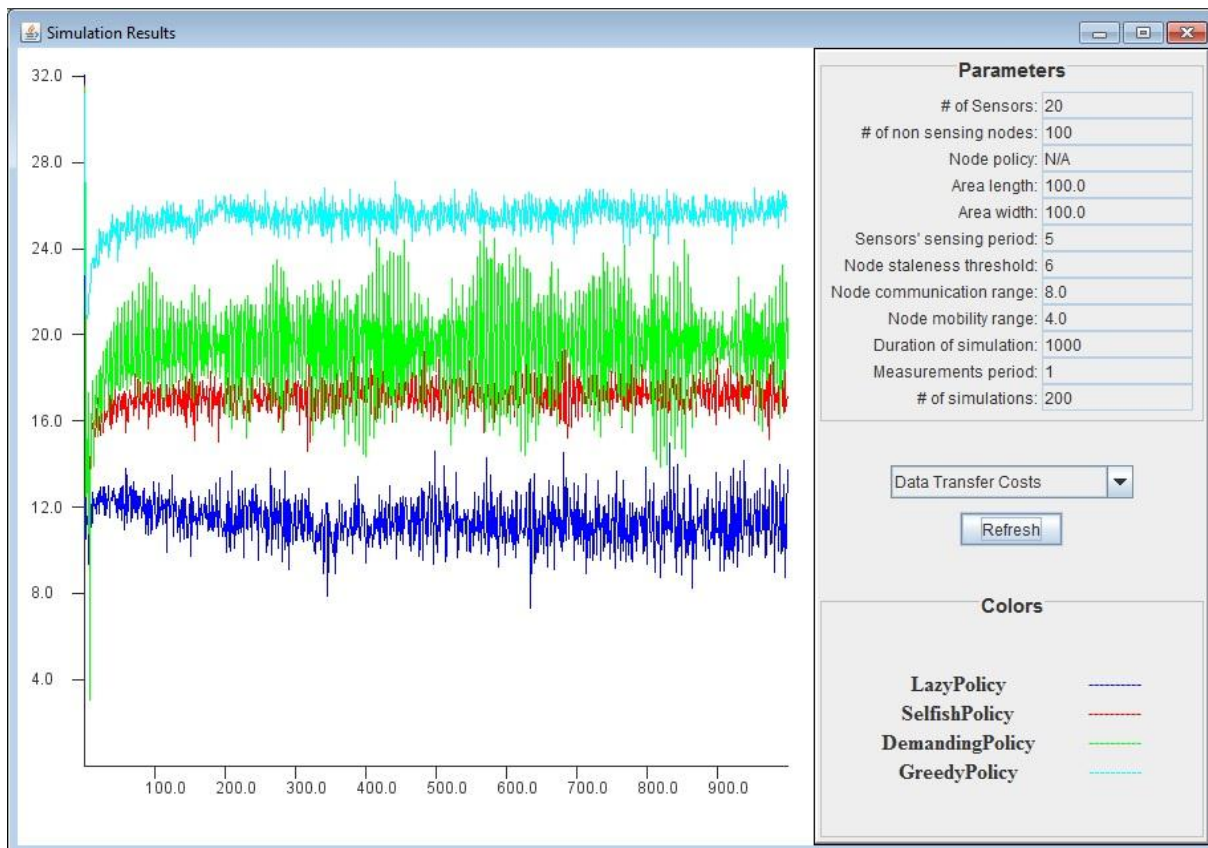 Simulation Results
32.0
28.0
24.0
20.0
16.0
12.0
8.0
4.0
100.0 200.0 300.0 400.0 500.0 600.0 700.0 800.0 900.0
Parameters
# of Sensors: 20
# of non sensing nodes: 100
Node policy: N/A
Area length: 100.0
Area width: 100.0
Sensors' sensing period: 5
Node staleness threshold: 6
Node communication range: 8.0
Node mobility range: 4.0
Duration of simulation: 1000
Measurements period: 1
# of simulations: 200
Data Transfer Costs
Refresh
Colors
LazyPolicy
SelfishPolicy
DemandingPolicy
GreedyPolicy